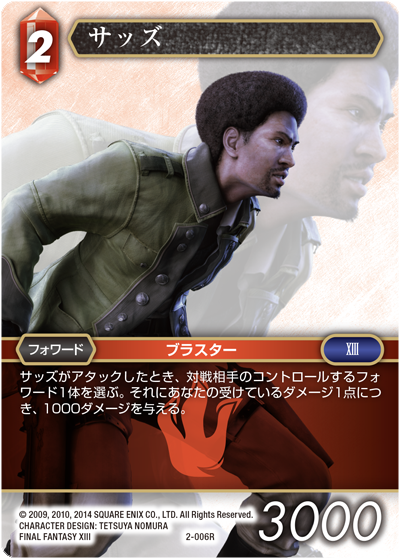 2
サッズ
フォワード
ブラスター
XIII
サッズがアタックしたとき、対戦相手のコントロールするフォ
ワード1体を選ぶ。それにあなたの受けているダメージ1点につ
き、1000ダメージを与える。
© 2009, 2010, 2014 SQUARE ENIX CO., LTD. All Rights Reserved.
CHARACTER DESIGN: TETSUYA NOMURA
FINAL FANTASY XIII
2-006R
3000